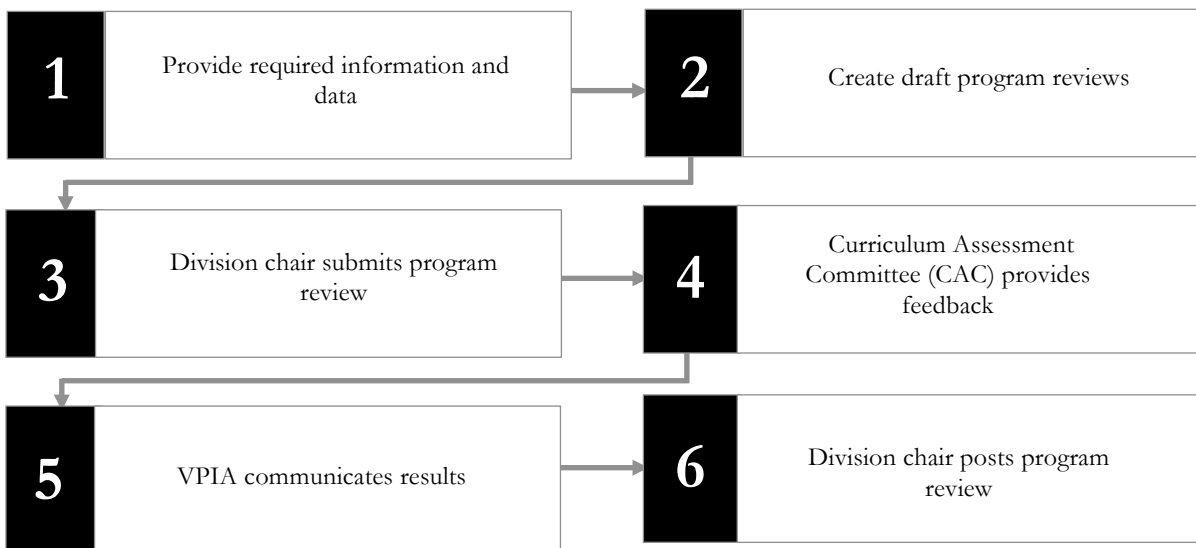 1
Provide required information and
data
2
Create draft program reviews
3
Division chair submits program
review
4
Curriculum Assessment
Committee (CAC) provides
feedback
5
VPIA communicates results
6
Division chair posts program
review